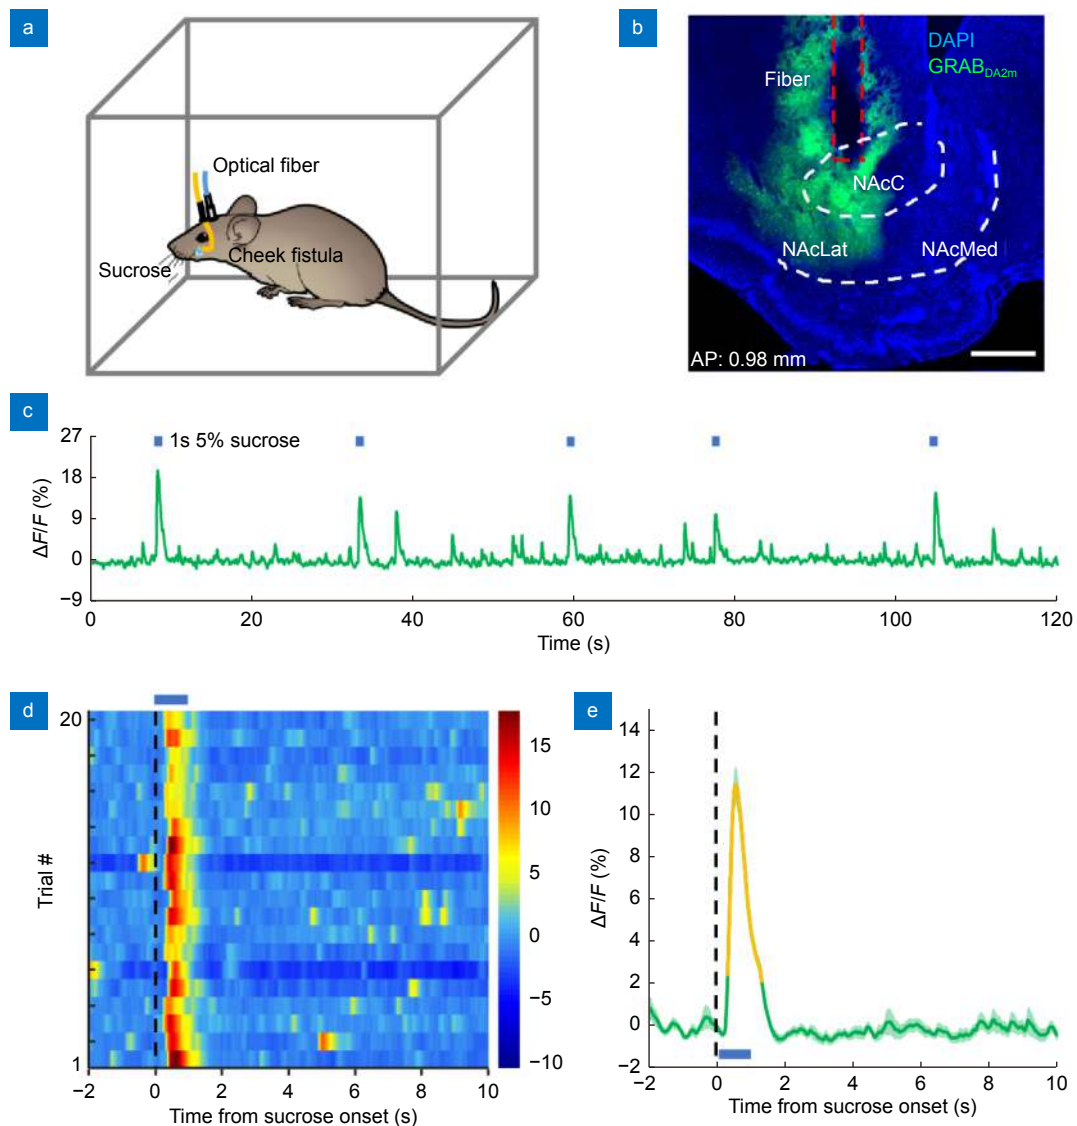 a
Optical fiber
Cheek fistula
Sucrose
b
DAPI
GRAB_DA2m
Fiber
NAcC
NAcLat
NAcMed
AP: 0.98 mm
c
1s 5% sucrose
ΔF/F (%)
27
18
9
0
−9
0 20 40 60 80 100 120
Time (s)
d
Trial #
20
1
15
10
5
0
−5
−10
−2 0 2 4 6 8 10
Time from sucrose onset (s)
e
ΔF/F (%)
14
12
10
8
6
4
2
0
−2
−2 0 2 4 6 8 10
Time from sucrose onset (s)